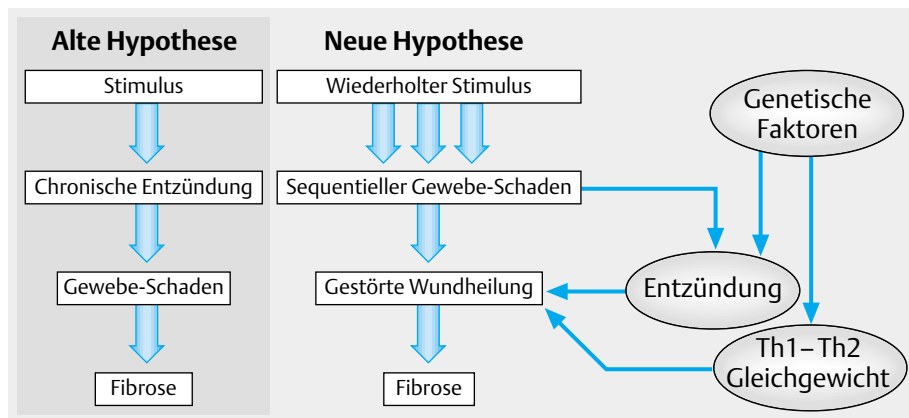 Alte Hypothese
Stimulus
Chronische Entzündung
Gewebe-Schaden
Fibrose
Neue Hypothese
Wiederholter Stimulus
Sequentieller Gewebe-Schaden
Gestörte Wundheilung
Fibrose
Genetische
Faktoren
Entzündung
Th1–Th2
Gleichgewicht